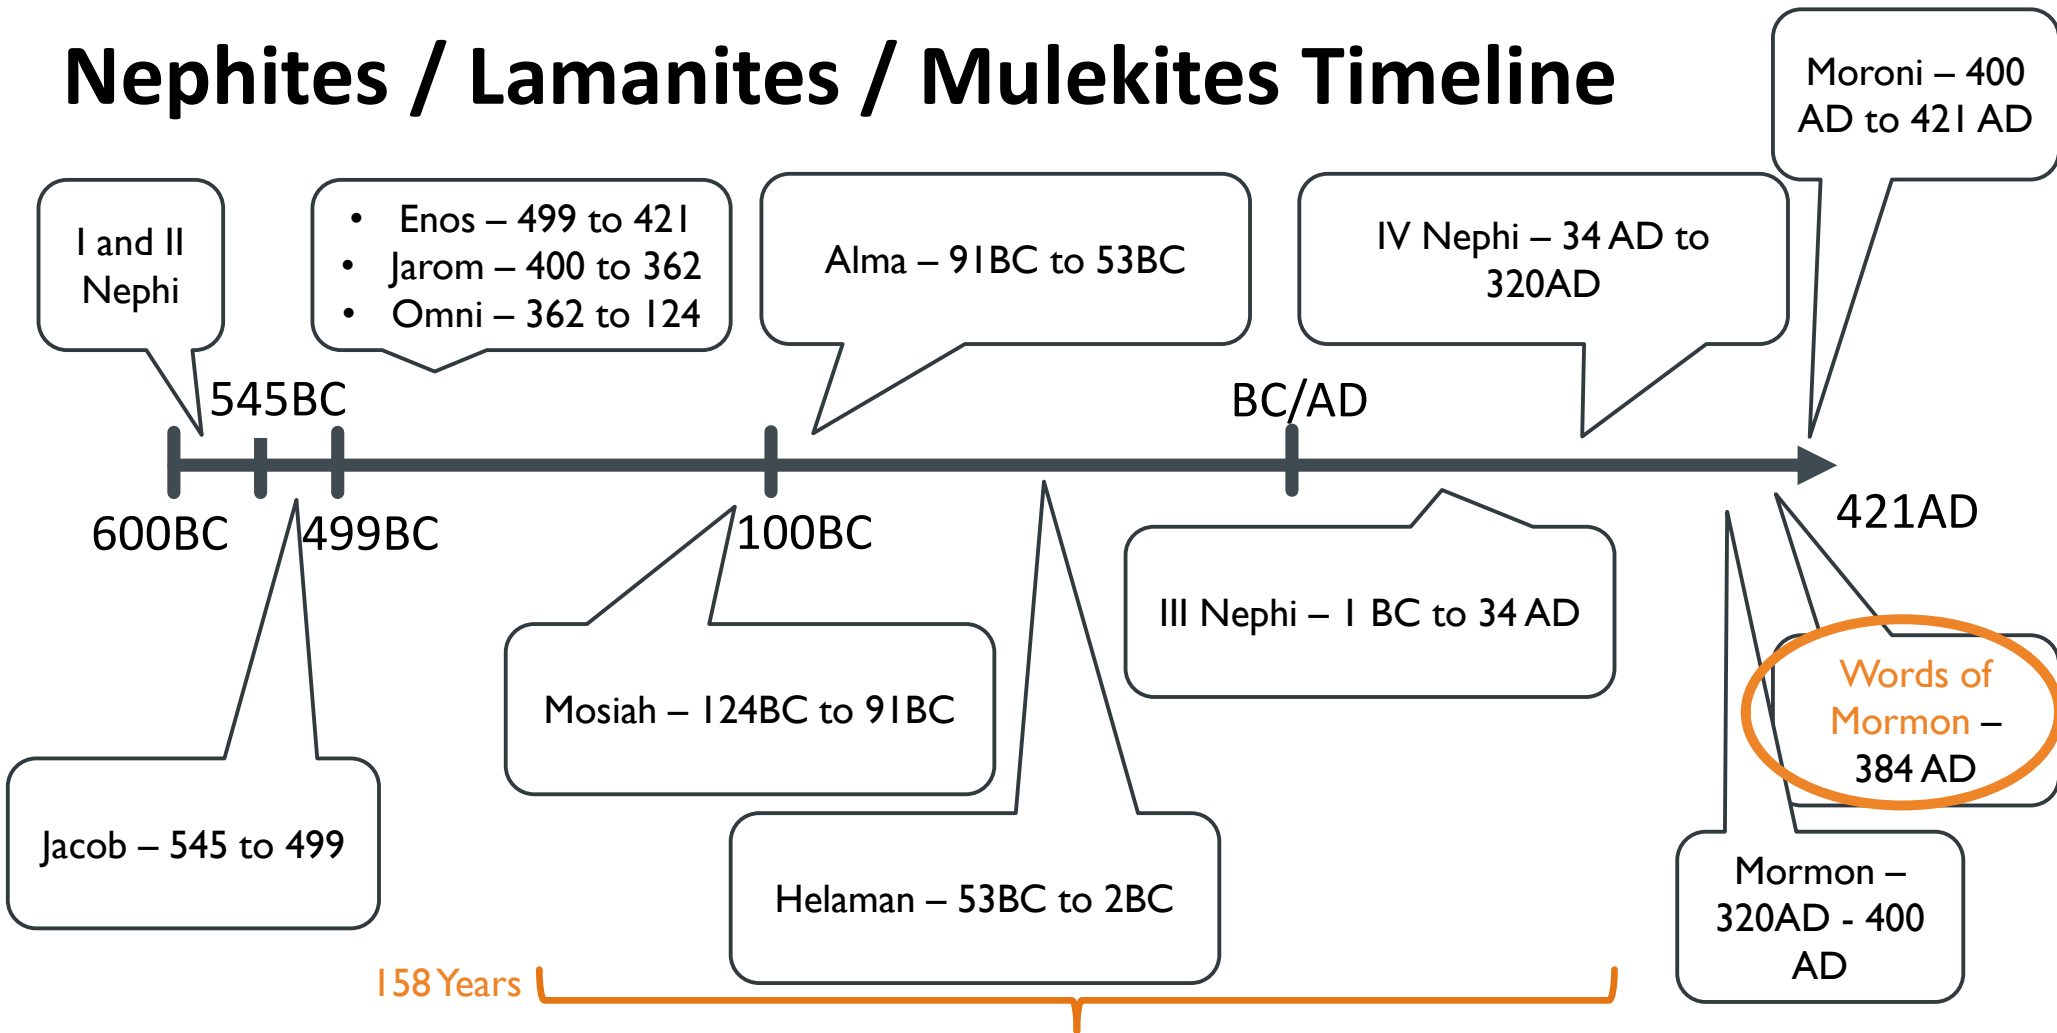 Nephites / Lamanites / Mulekites Timeline
Moroni – 400
AD to 421 AD
I and II
Nephi
• Enos – 499 to 421
• Jarom – 400 to 362
• Omni – 362 to 124
Alma – 91BC to 53BC
IV Nephi – 34 AD to
320AD
545BC
BC/AD
600BC
499BC
100BC
421AD
III Nephi – 1 BC to 34 AD
Mosiah – 124BC to 91BC
Words of
Mormon –
384 AD
Jacob – 545 to 499
Helaman – 53BC to 2BC
Mormon –
320AD - 400
AD
158 Years